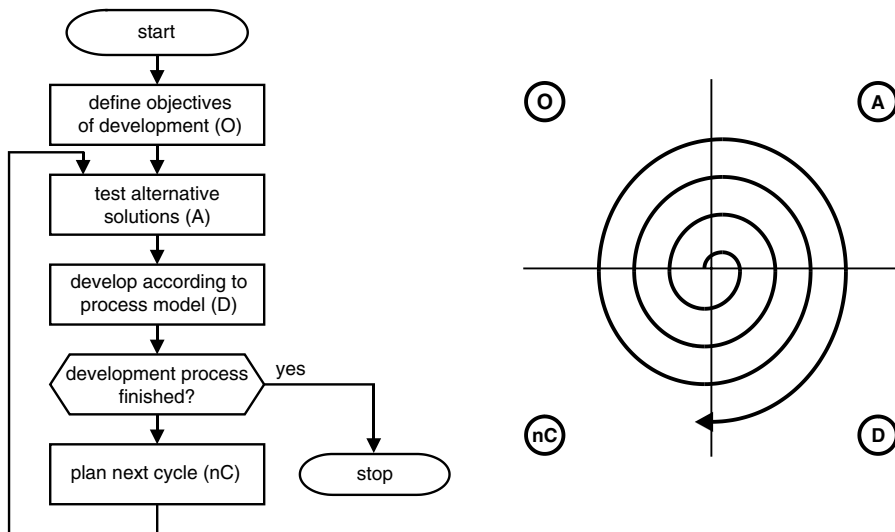 start
define objectives
of development (O)
test alternative
solutions (A)
develop according to
process model (D)
development process
finished?
yes
plan next cycle (nC)
stop
O
A
nC
D